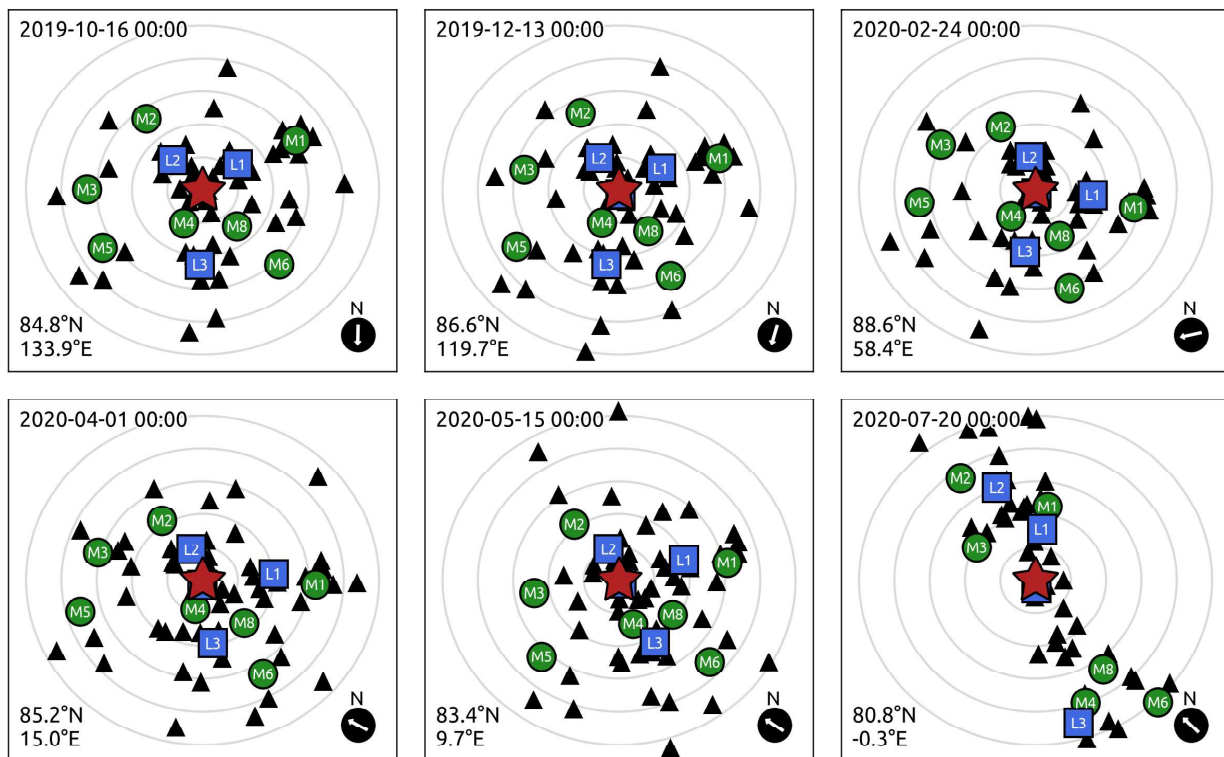 2019-10-16 00:00
M2
M1
L2
L1
M3
M4
M8
M5
L3
M6
N
84.8°N
133.9°E
2019-12-13 00:00
M2
L2
M1
M3
L1
M4
M8
M5
L3
M6
N
86.6°N
119.7°E
2020-02-24 00:00
M2
M3
L2
L1
M5
M1
M4
M8
L3
M6
N
88.6°N
58.4°E
2020-04-01 00:00
M2
M3
L2
L1
M1
M5
M4
M8
L3
M6
N
85.2°N
15.0°E
2020-05-15 00:00
M2
L2
L1
M1
M3
M8
M4
L3
M5
M6
N
83.4°N
9.7°E
2020-07-20 00:00
M2
L2
M1
L1
M3
M8
M4
M6
L3
N
80.8°N
-0.3°E